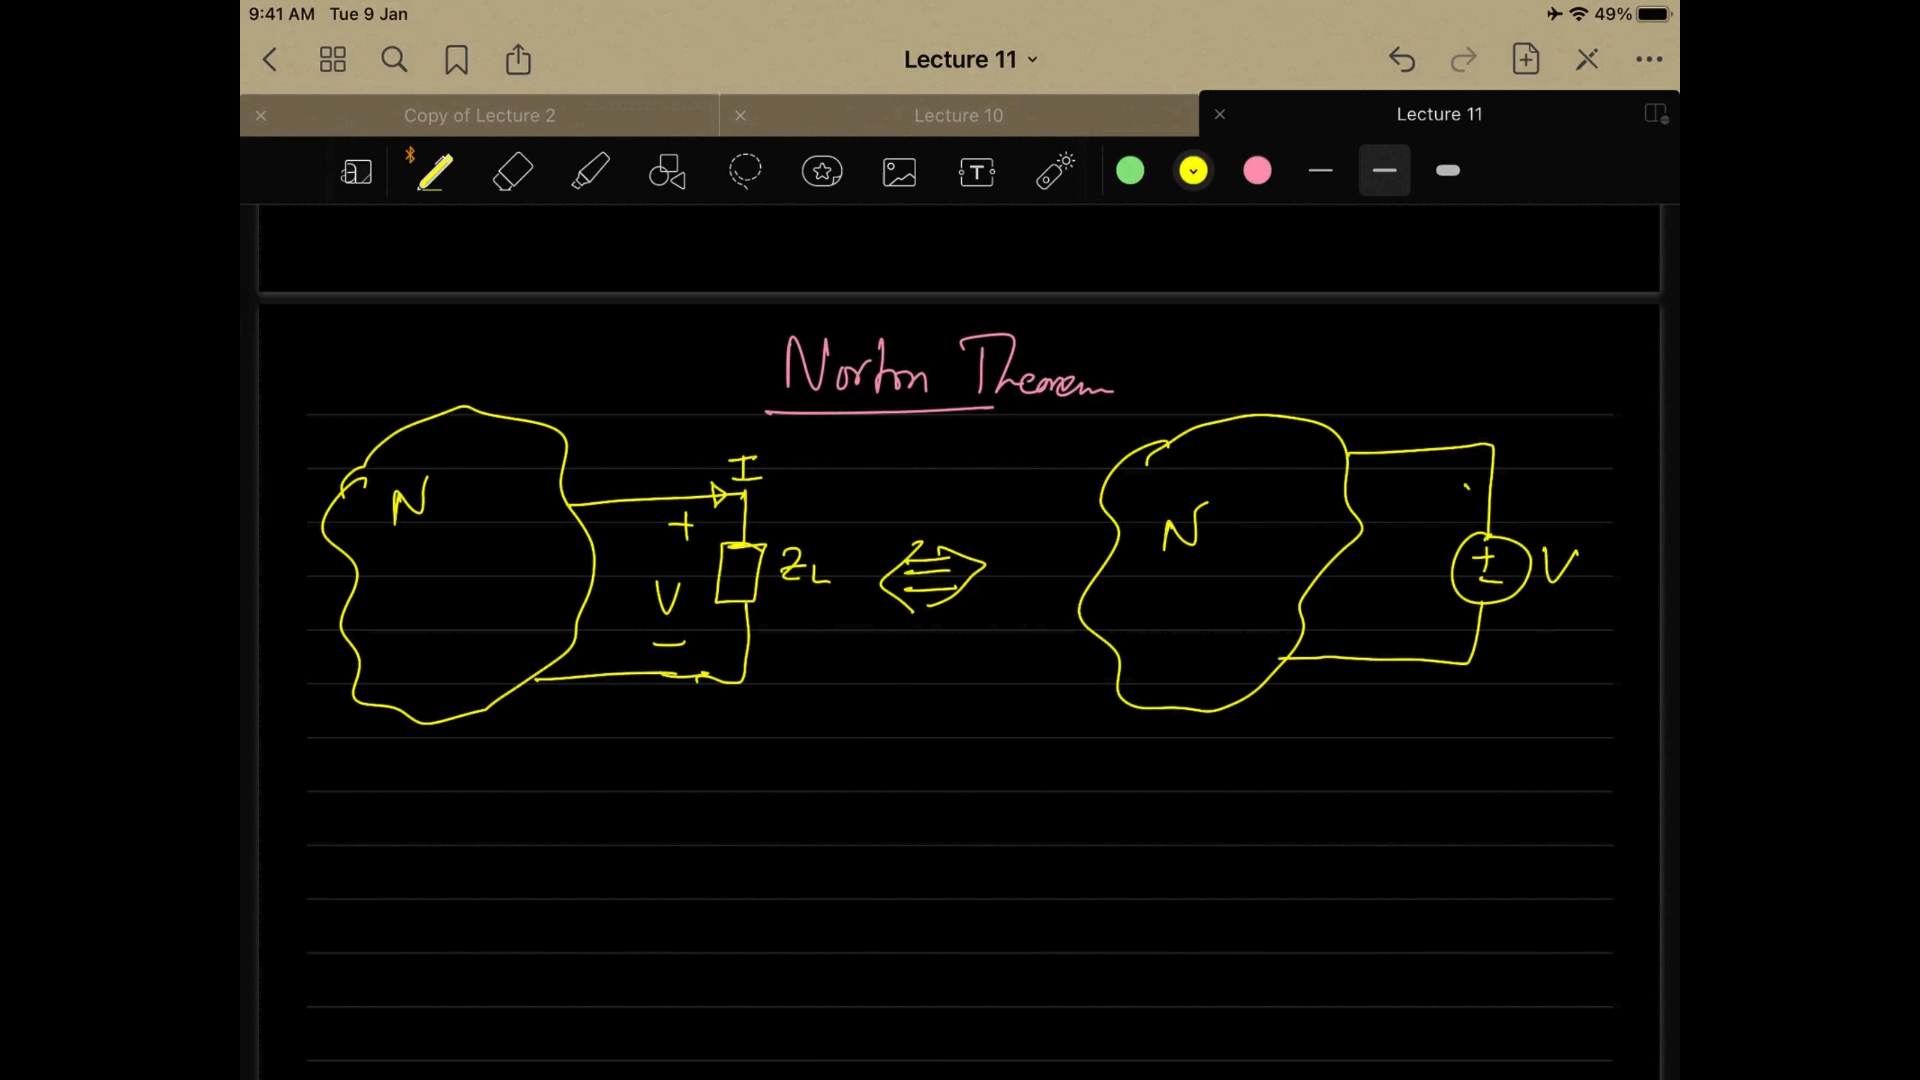 9:41 AM Tue 9 Jan
49%
Lecture 11
Copy of Lecture 2
Lecture 10
Lecture 11
T
Norton Theorem
N
I
+
V
−
ZL
N
+
−
V